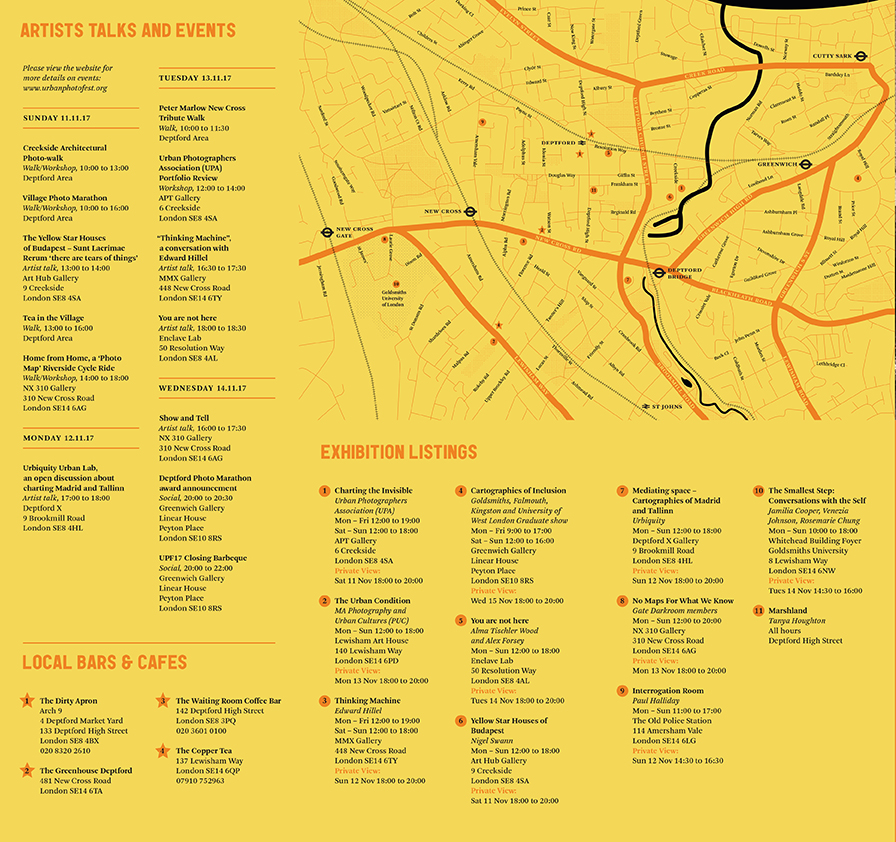 ARTISTS TALKS AND EVENTS
Please view the website for
more details on events:
www.urbanphotofest.org
SUNDAY 11.11.17
Creekside Architectural
Photo-walk
Walk/Workshop, 10:00 to 13:00
Deptford Area
Village Photo Marathon
Walk/Workshop, 10:00 to 16:00
Deptford Area
The Yellow Star Houses
of Budapest – Sunt Lacrimae
Rerum ‘there are tears of things’
Artist talk, 13:00 to 14:00
Art Hub Gallery
9 Creekside
London SE8 4SA
Tea in the Village
Walk, 13:00 to 16:00
Deptford Area
Home from Home, a ‘Photo
Map’ Riverside Cycle Ride
Walk/Workshop, 14:00 to 18:00
NX 310 Gallery
310 New Cross Road
London SE14 6AG
MONDAY 12.11.17
Urbiquity Urban Lab,
an open discussion about
charting Madrid and Tallinn
Artist talk, 17:00 to 18:00
Deptford X
9 Brookmill Road
London SE8 4HL
TUESDAY 13.11.17
Peter Marlow New Cross
Tribute Walk
Walk, 10:00 to 11:30
Deptford Area
Urban Photographers
Association (UPA)
Portfolio Review
Workshop, 12:00 to 14:00
APT Gallery
6 Creekside
London SE8 4SA
“Thinking Machine”,
a conversation with
Edward Hillel
Artist talk, 16:30 to 17:30
MMX Gallery
448 New Cross Road
London SE14 6TY
You are not here
Artist talk, 18:00 to 18:30
Enclave Lab
50 Resolution Way
London SE8 4AL
WEDNESDAY 14.11.17
Show and Tell
Artist talk, 16:00 to 17:30
NX 310 Gallery
310 New Cross Road
London SE14 6AG
Deptford Photo Marathon
award announcement
Social, 20:00 to 20:30
Greenwich Gallery
Linear House
Peyton Place
London SE10 8RS
UPF17 Closing Barbeque
Social, 20:00 to 22:00
Greenwich Gallery
Linear House
Peyton Place
London SE10 8RS
LOCAL BARS & CAFES
1 The Dirty Apron
Arch 9
4 Deptford Market Yard
133 Deptford High Street
London SE8 4BX
020 8320 2610
2 The Greenhouse Deptford
481 New Cross Road
London SE14 6TA
3 The Waiting Room Coffee Bar
142 Deptford High Street
London SE8 3PQ
020 3601 0100
4 The Copper Tea
137 Lewisham Way
London SE14 6QP
07910 752963
CUTTY SARK
CREEK ROAD
DEPTFORD
GREENWICH
NEW CROSS
NEW CROSS
GATE
NEW CROSS RD
DEPTFORD
BRIDGE
BLACKHEATH ROAD
GREENWICH HIGH RD
ST JOHNS
Goldsmiths
University
of London
Edward St
Douglas Way
Giffin St
Frankham St
Reginald Rd
Resolution Way
Ashburnham Pl
Lethbridge Cl
EXHIBITION LISTINGS
1 Charting the Invisible
Urban Photographers
Association (UPA)
Mon – Fri 12:00 to 19:00
Sat – Sun 12:00 to 18:00
APT Gallery
6 Creekside
London SE8 4SA
Private View:
Sat 11 Nov 18:00 to 20:00
2 The Urban Condition
MA Photography and
Urban Cultures (PUC)
Mon – Sun 12:00 to 18:00
Lewisham Art House
140 Lewisham Way
London SE14 6PD
Private View:
Mon 13 Nov 18:00 to 20:00
3 Thinking Machine
Edward Hillel
Mon – Fri 12:00 to 19:00
Sat – Sun 12:00 to 18:00
MMX Gallery
448 New Cross Road
London SE14 6TY
Private View:
Sun 12 Nov 18:00 to 20:00
4 Cartographies of Inclusion
Goldsmiths, Falmouth,
Kingston and University of
West London Graduate show
Mon – Fri 9:00 to 17:00
Sat – Sun 12:00 to 16:00
Greenwich Gallery
Linear House
Peyton Place
London SE10 8RS
Private View:
Wed 15 Nov 18:00 to 20:00
5 You are not here
Alma Tischler Wood
and Alex Forsey
Mon – Sun 12:00 to 18:00
Enclave Lab
50 Resolution Way
London SE8 4AL
Private View:
Tues 14 Nov 18:00 to 20:00
6 Yellow Star Houses of
Budapest
Nigel Swann
Mon – Sun 12:00 to 18:00
Art Hub Gallery
9 Creekside
London SE8 4SA
Private View:
Sat 11 Nov 18:00 to 20:00
7 Mediating space –
Cartographies of Madrid
and Tallinn
Urbiquity
Mon – Sun 12:00 to 18:00
Deptford X Gallery
9 Brookmill Road
London SE8 4HL
Private View:
Sun 12 Nov 18:00 to 20:00
8 No Maps For What We Know
Gate Darkroom members
Mon – Sun 12:00 to 20:00
NX 310 Gallery
310 New Cross Road
London SE14 6AG
Private View:
Mon 13 Nov 18:00 to 20:00
9 Interrogation Room
Paul Halliday
Mon – Sun 11:00 to 17:00
The Old Police Station
114 Amersham Vale
London SE14 6LG
Private View:
Sun 12 Nov 14:30 to 16:30
10 The Smallest Step:
Conversations with the Self
Jamilia Cooper, Venezia
Johnson, Rosemarie Chung
Mon – Sun 10:00 to 18:00
Whitehead Building Foyer
Goldsmiths University
8 Lewisham Way
London SE14 6NW
Private View:
Tues 14 Nov 14:30 to 16:00
11 Marshland
Tanya Houghton
All hours
Deptford High Street